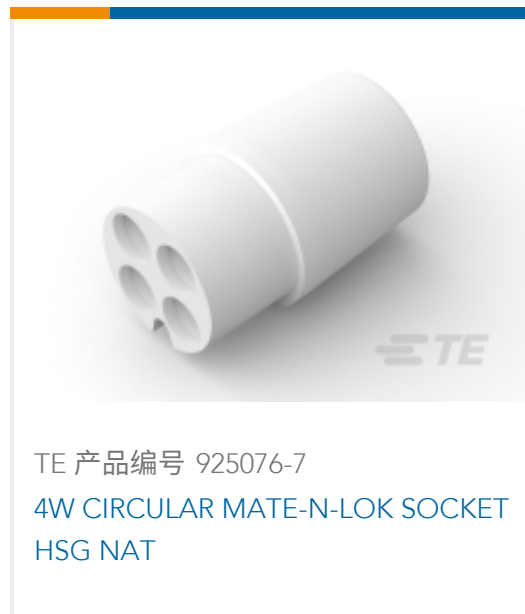 TE
TE 产品编号 925076-7
4W CIRCULAR MATE-N-LOK SOCKET
HSG NAT